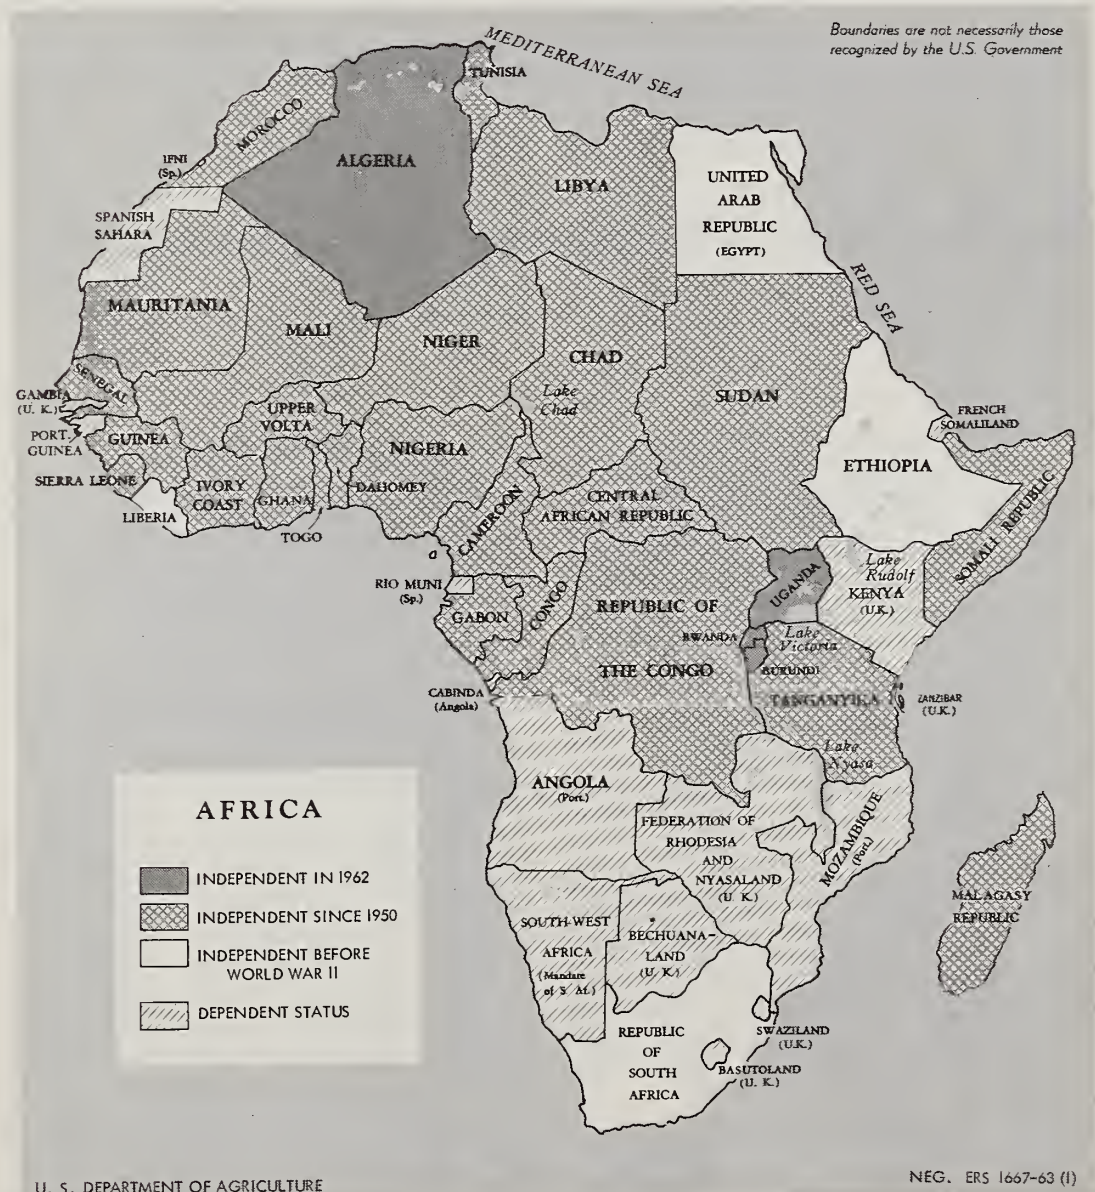 Boundaries are not necessarily those
recognized by the U.S. Government
MEDITERRANEAN SEA
TUNISIA
MOROCCO
IFNI
(Sp.)
ALGERIA
LIBYA
UNITED
ARAB
REPUBLIC
(EGYPT)
SPANISH
SAHARA
RED SEA
MAURITANIA
MALI
NIGER
CHAD
SUDAN
Lake
Chad
SENEGAL
GAMBIA
(U. K.)
UPPER
VOLTA
FRENCH
SOMALILAND
PORT.
GUINEA
GUINEA
NIGERIA
ETHIOPIA
SIERRA LEONE
IVORY
COAST
GHANA
DAHOMEY
LIBERIA
TOGO
CAMEROON
CENTRAL
AFRICAN REPUBLIC
SOMALI REPUBLIC
RIO MUNI
(Sp.)
GABON
CONGO
REPUBLIC OF
THE CONGO
UGANDA
Lake
Rudolf
KENYA
(U.K.)
RWANDA
Lake
Victoria
BURUNDI
CABINDA
(Angola)
TANGANYIKA
ZANZIBAR
(U.K.)
Lake
Nyasa
ANGOLA
(Port.)
FEDERATION OF
RHODESIA
AND
NYASALAND
(U. K.)
MOZAMBIQUE
(Port.)
MALAGASY
REPUBLIC
SOUTH-WEST
AFRICA
(Mandate
of S. Af.)
BECHUANA-
LAND
(U. K.)
REPUBLIC
OF
SOUTH
AFRICA
SWAZILAND
(U.K.)
BASUTOLAND
(U. K.)
AFRICA
INDEPENDENT IN 1962
INDEPENDENT SINCE 1950
INDEPENDENT BEFORE
WORLD WAR II
DEPENDENT STATUS
U. S. DEPARTMENT OF AGRICULTURE
NEG. ERS 1667-63 (1)